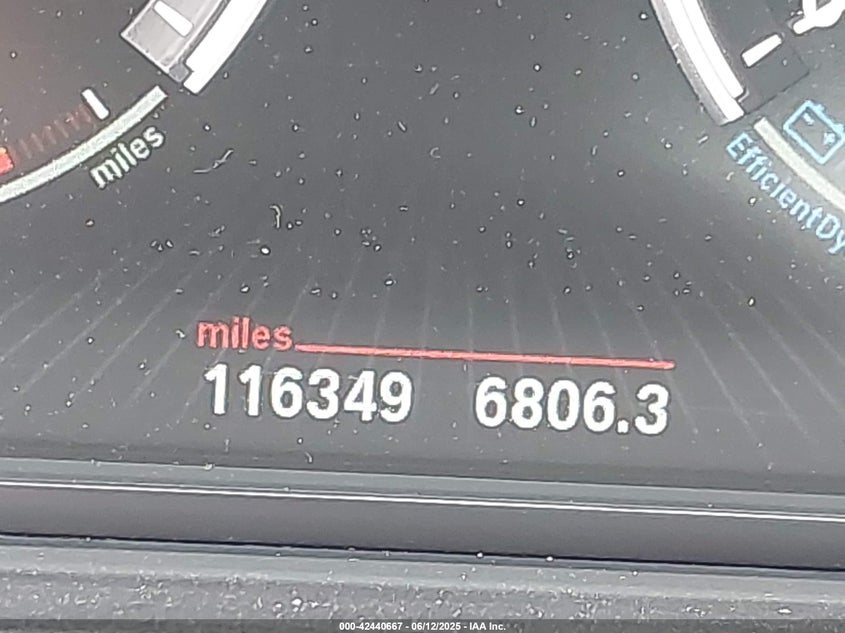 miles
EfficientDy
miles
116349 6806.3
000-42440667 - 06/12/2025 - IAA Inc.